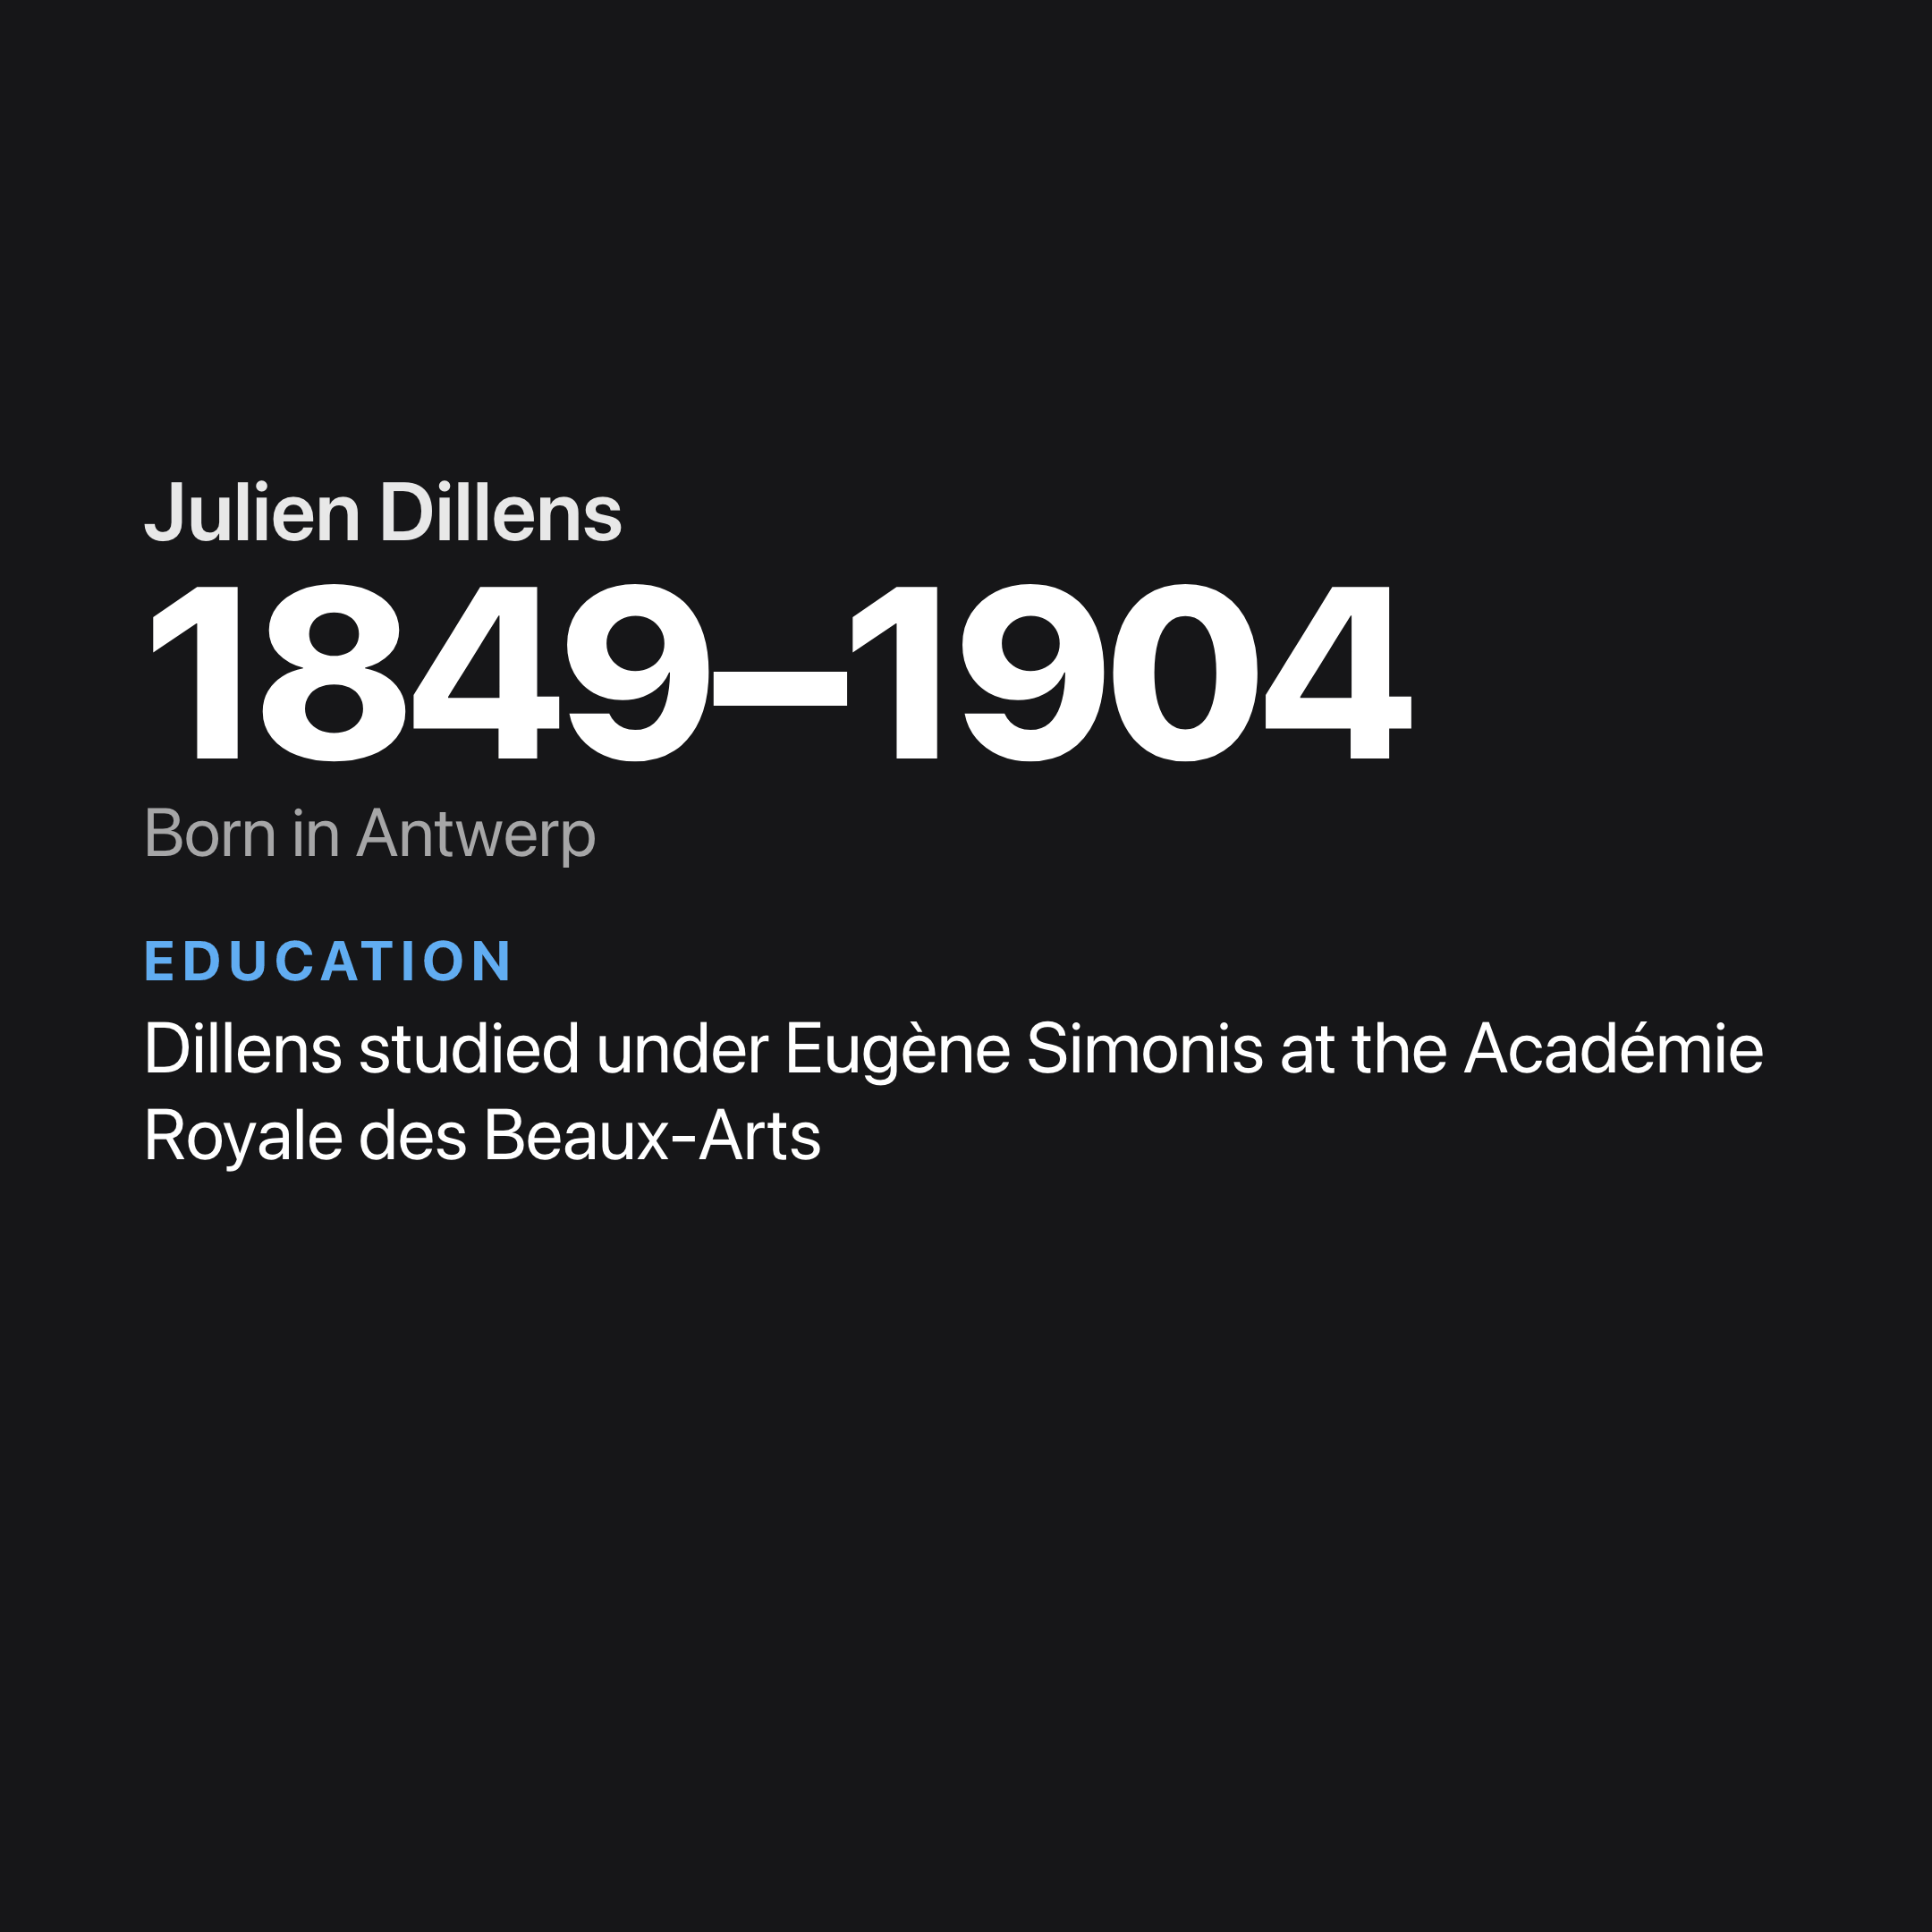 Julien Dillens
1849–1904
Born in Antwerp
EDUCATION
Dillens studied under Eugène Simonis at the Académie
Royale des Beaux-Arts